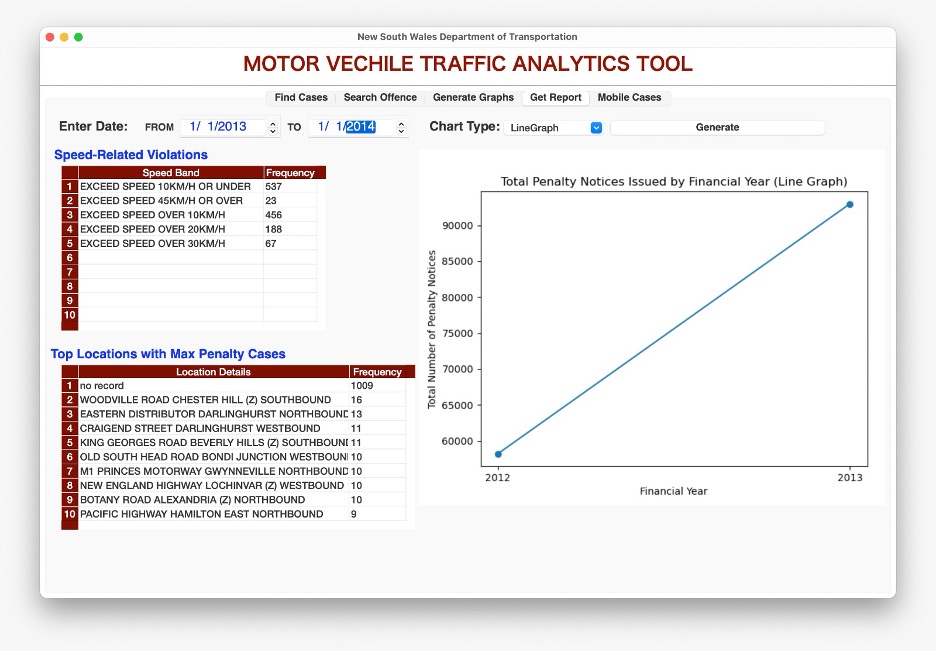 New South Wales Department of Transportation
MOTOR VECHILE TRAFFIC ANALYTICS TOOL
Find Cases Search Offence Generate Graphs Get Report Mobile Cases
Enter Date: FROM 1/ 1/2013 TO 1/ 1/2014 Chart Type: LineGraph Generate
Speed-Related Violations
Speed Band Frequency
1 EXCEED SPEED 10KM/H OR UNDER 537
2 EXCEED SPEED 45KM/H OR OVER 23
3 EXCEED SPEED OVER 10KM/H 456
4 EXCEED SPEED OVER 20KM/H 188
5 EXCEED SPEED OVER 30KM/H 67
6
7
8
9
10
Top Locations with Max Penalty Cases
Location Details Frequency
1 no record 1009
2 WOODVILLE ROAD CHESTER HILL (Z) SOUTHBOUND 16
3 EASTERN DISTRIBUTOR DARLINGHURST NORTHBOUND 13
4 CRAIGEND STREET DARLINGHURST WESTBOUND 11
5 KING GEORGES ROAD BEVERLY HILLS (Z) SOUTHBOUN 11
6 OLD SOUTH HEAD ROAD BONDI JUNCTION WESTBOUN 10
7 M1 PRINCES MOTORWAY GWYNNEVILLE NORTHBOUND 10
8 NEW ENGLAND HIGHWAY LOCHINVAR (Z) WESTBOUND 10
9 BOTANY ROAD ALEXANDRIA (Z) NORTHBOUND 10
10 PACIFIC HIGHWAY HAMILTON EAST NORTHBOUND 9
Total Penalty Notices Issued by Financial Year (Line Graph)
Total Number of Penalty Notices
90000
85000
80000
75000
70000
65000
60000
2012 2013
Financial Year